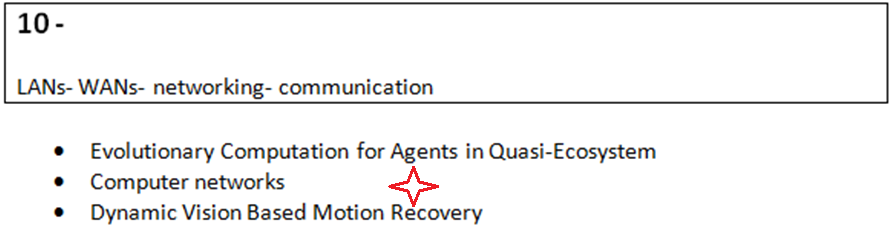 10 -
LANs- WANs- networking- communication
• Evolutionary Computation for Agents in Quasi-Ecosystem
• Computer networks
• Dynamic Vision Based Motion Recovery